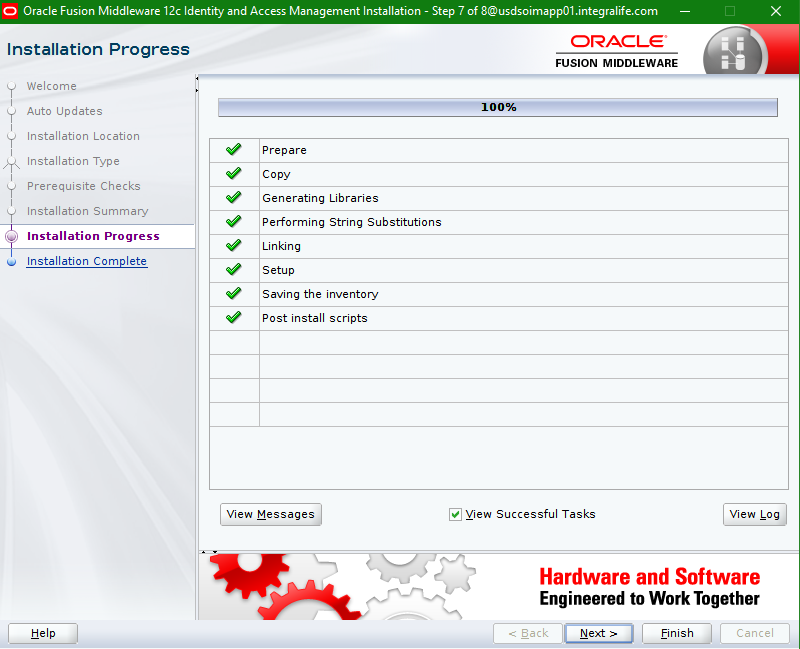 Oracle Fusion Middleware 12c Identity and Access Management Installation - Step 7 of 8@usdsoimapp01.integralife.com
Installation Progress
ORACLE®
FUSION MIDDLEWARE
Welcome
Auto Updates
Installation Location
Installation Type
Prerequisite Checks
Installation Summary
Installation Progress
Installation Complete
100%
Prepare
Copy
Generating Libraries
Performing String Substitutions
Linking
Setup
Saving the inventory
Post install scripts
View Messages
View Successful Tasks
View Log
Hardware and Software
Engineered to Work Together
Help
< Back
Next >
Finish
Cancel